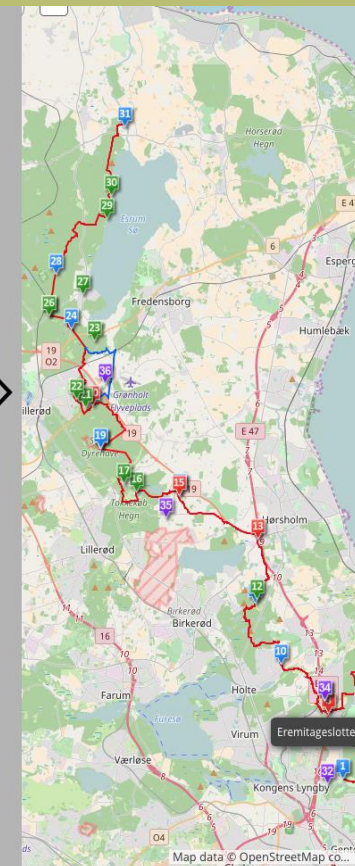 31
Horserød
Hegn
30
29
Esrum
Sø
E 4
5
6
28
Esperg
27
26
24
Fredensborg
23
Humlebæk
19
O2
36
Grønholt
Flyveplads
22
illerød
E 47
19
19
Dyrehave
17
16
15
19
35
Tokkekøb
Hegn
13
Hørsholm
Lillerød
10
12
Birkerød
Birkerød
16
10
Holte
Farum
34
Furesø
Virum
Eremitageslotte
Værløse
32
1
Kongens Lyngby
O4
Map data © OpenStreetMap co...